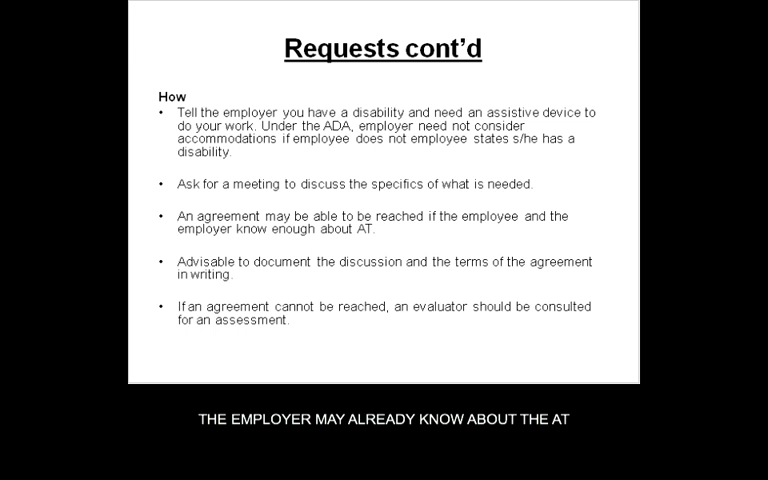 Requests cont'd
How
• Tell the employer you have a disability and need an assistive device to
do your work. Under the ADA, employer need not consider
accommodations if employee does not employee states s/he has a
disability.
• Ask for a meeting to discuss the specifics of what is needed.
• An agreement may be able to be reached if the employee and the
employer know enough about AT.
• Advisable to document the discussion and the terms of the agreement
in writing.
• If an agreement cannot be reached, an evaluator should be consulted
for an assessment.
THE EMPLOYER MAY ALREADY KNOW ABOUT THE AT